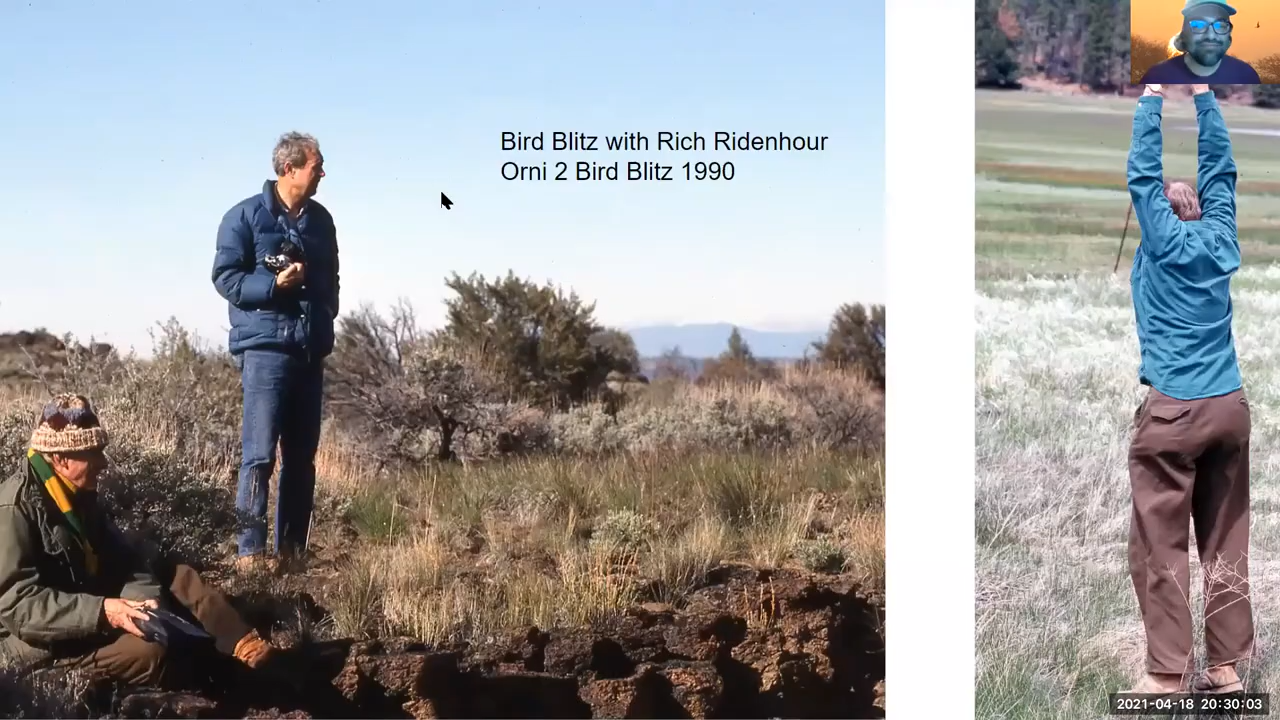 Bird Blitz with Rich Ridenhour
Orni 2 Bird Blitz 1990
2021-04-18 20:30:03